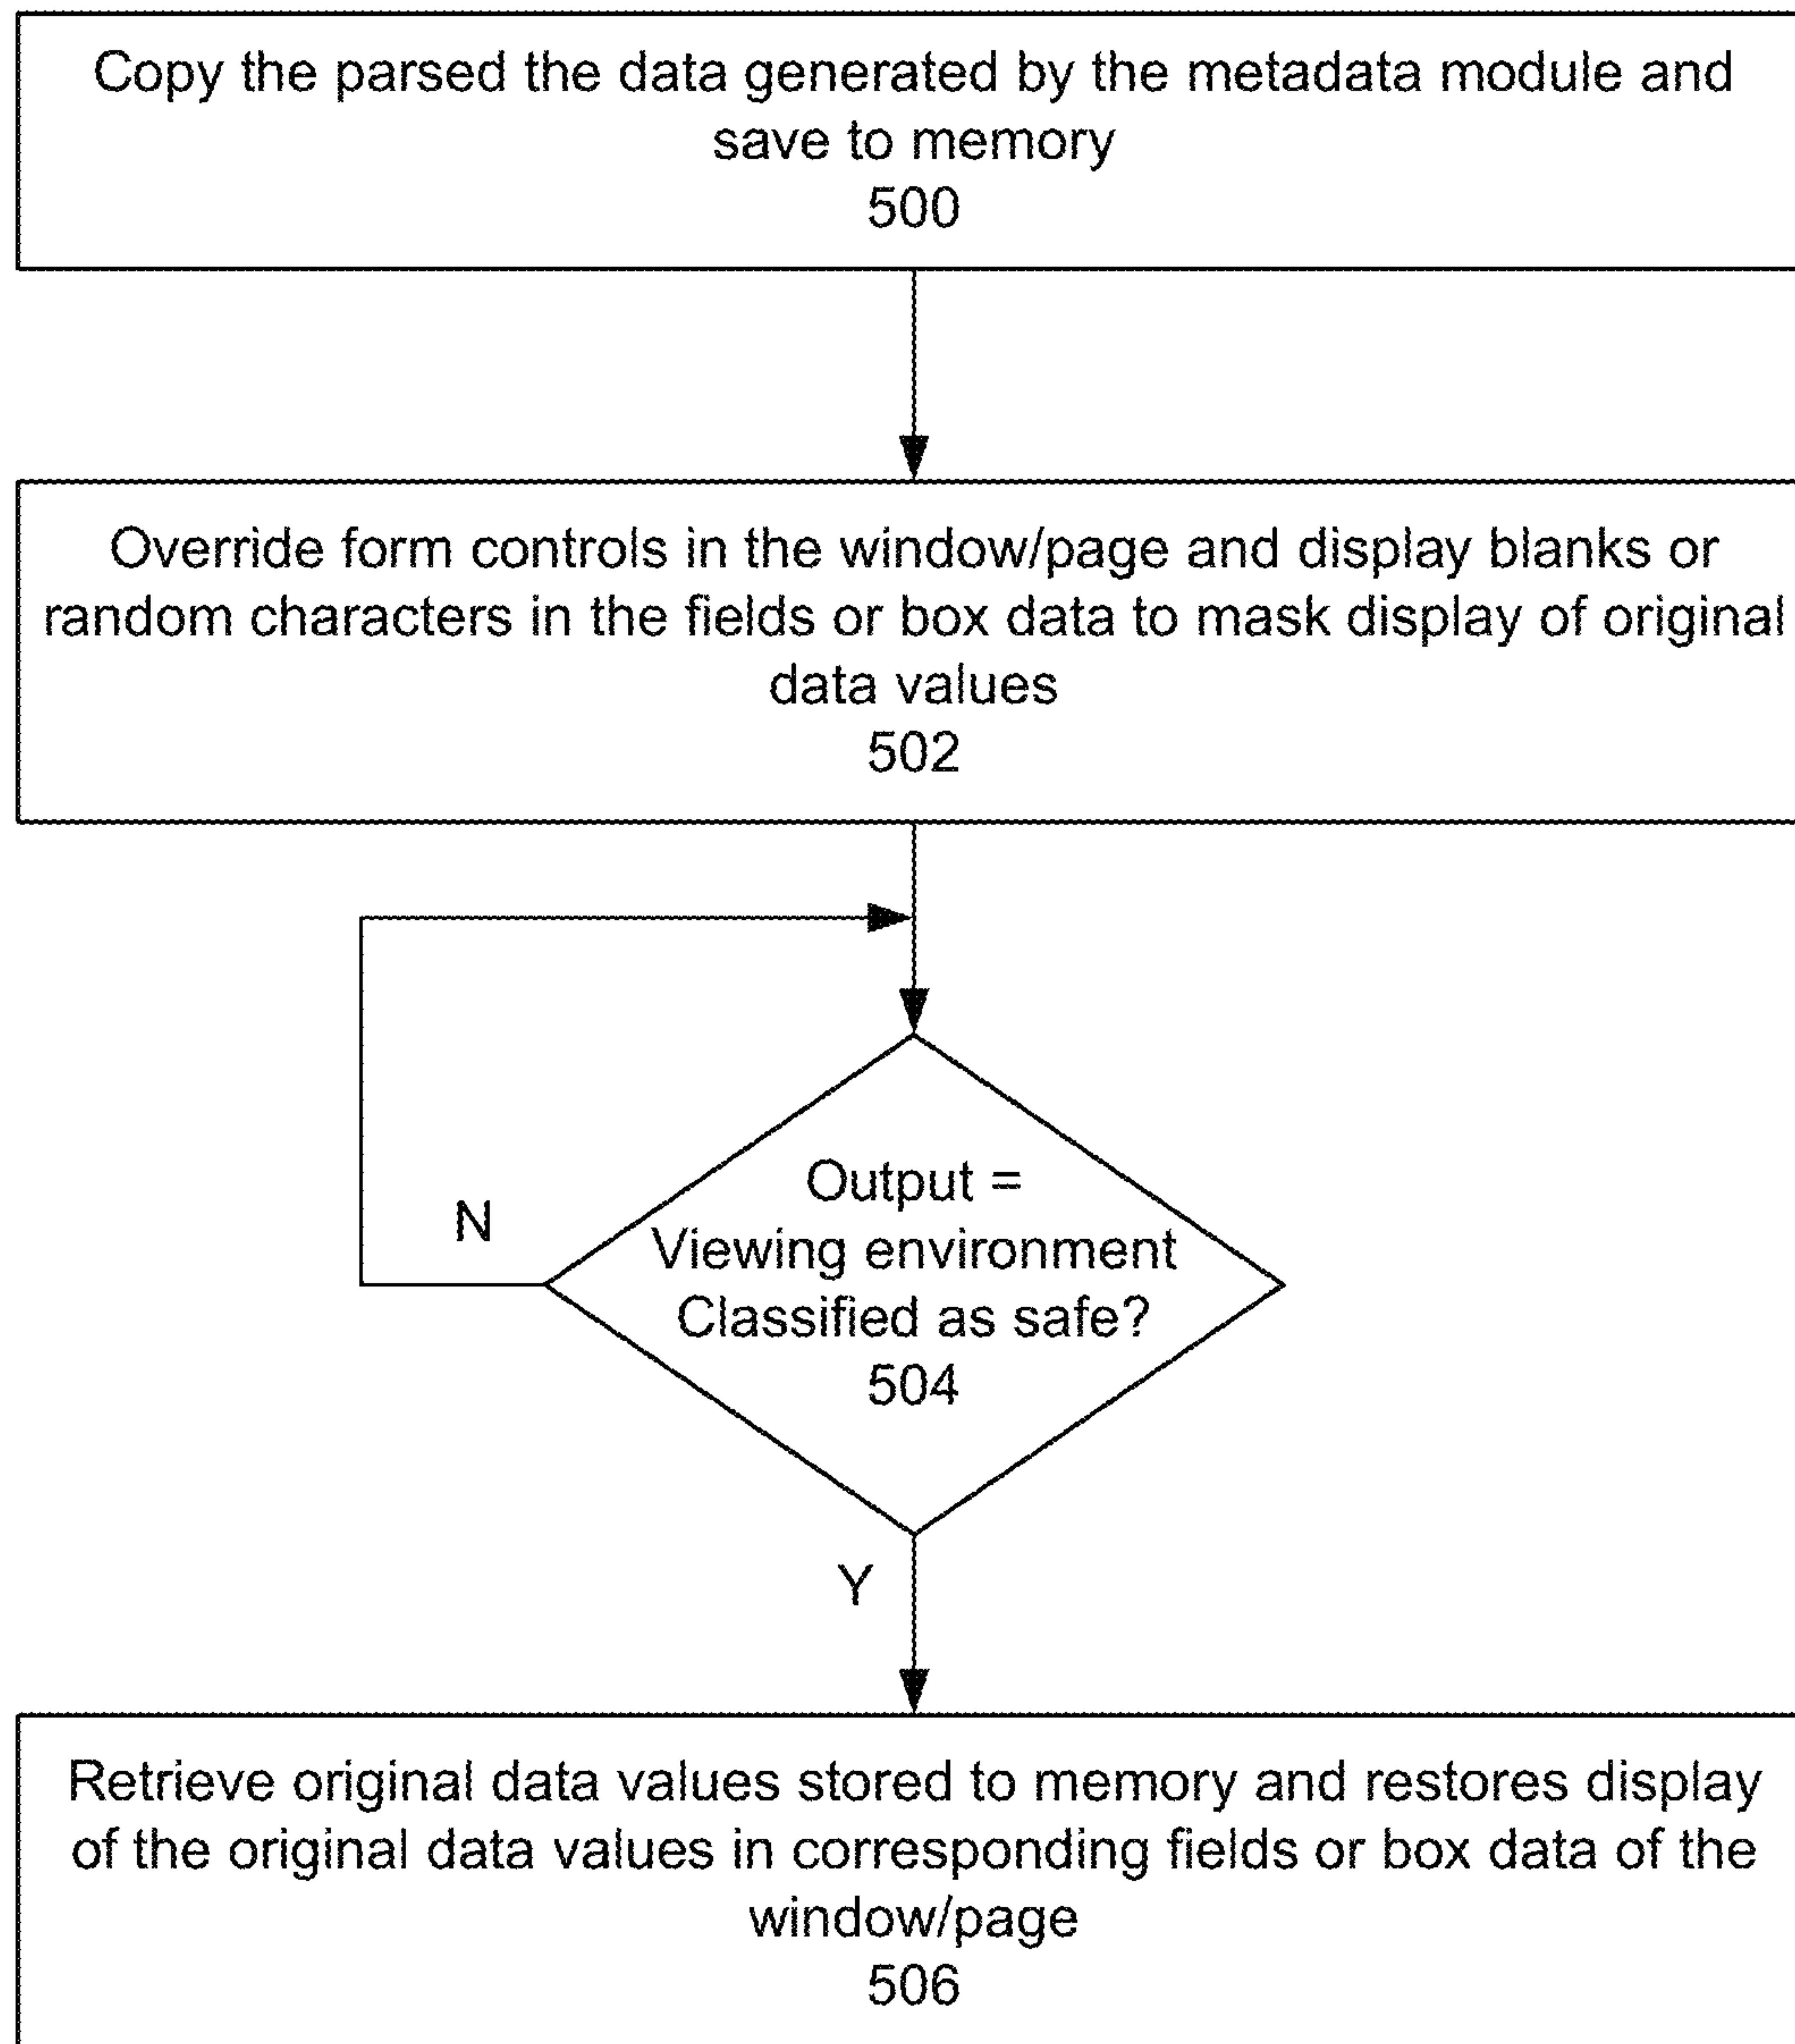 Copy the parsed the data generated by the metadata module and
save to memory
500
Override form controls in the window/page and display blanks or
random characters in the fields or box data to mask display of original
data values
502
Output =
Viewing environment
Classified as safe?
504
N
Y
Retrieve original data values stored to memory and restores display
of the original data values in corresponding fields or box data of the
window/page
506